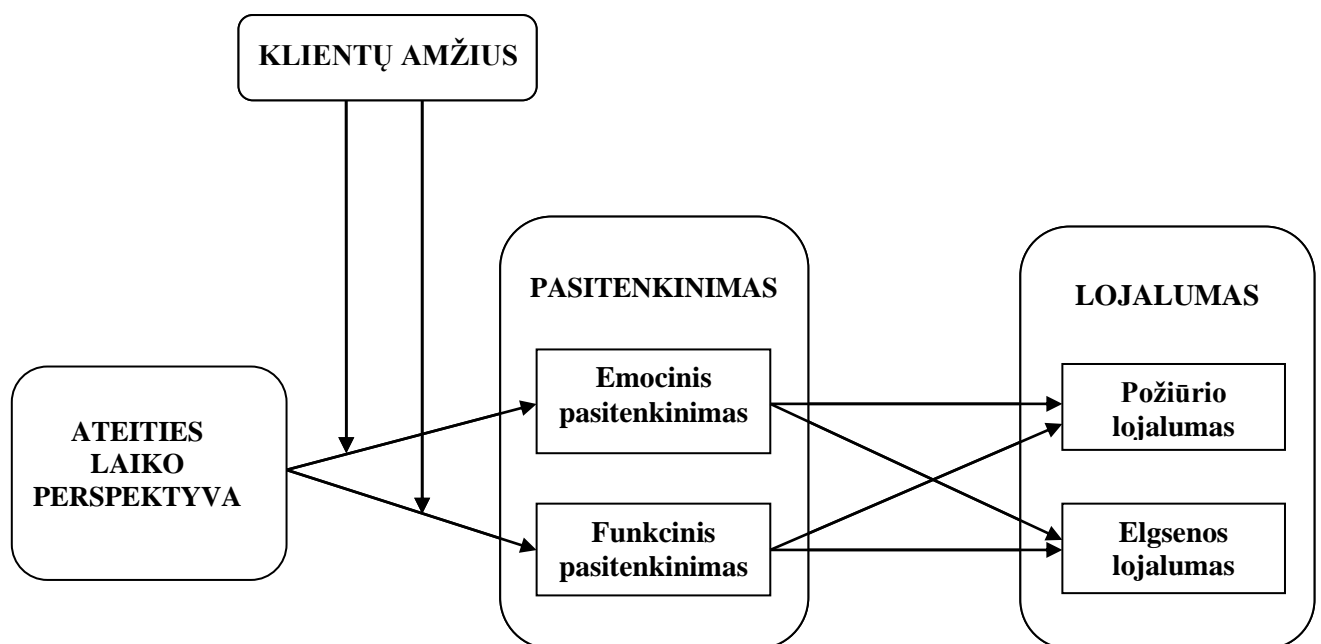 KLIENTŲ AMŽIUS
PASITENKINIMAS
LOJALUMAS
Emocinis
pasitenkinimas
Požiūrio
lojalumas
ATEITIES
LAIKO
PERSPEKTYVA
Funkcinis
pasitenkinimas
Elgsenos
lojalumas